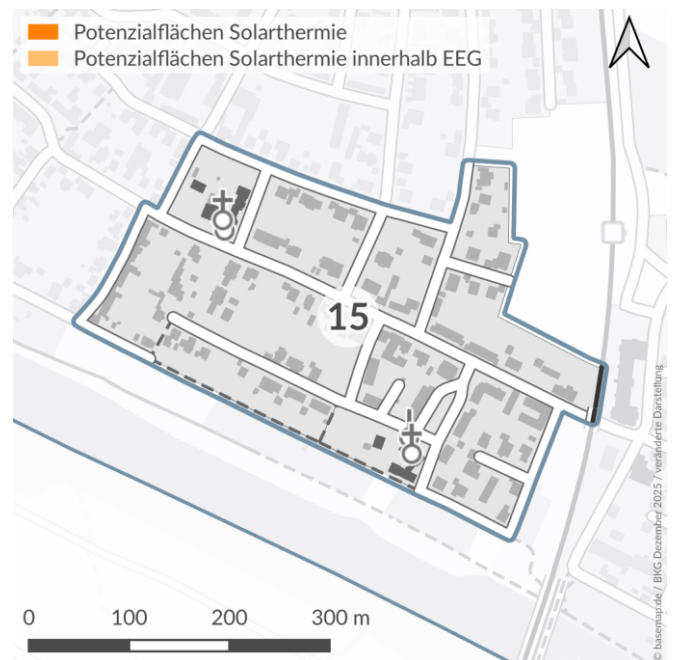 Potenzialflächen Solarthermie
Potenzialflächen Solarthermie innerhalb EEG
15
0 100 200 300 m
© basemap.de / BKG Dezember 2025 / veränderte Darstellung